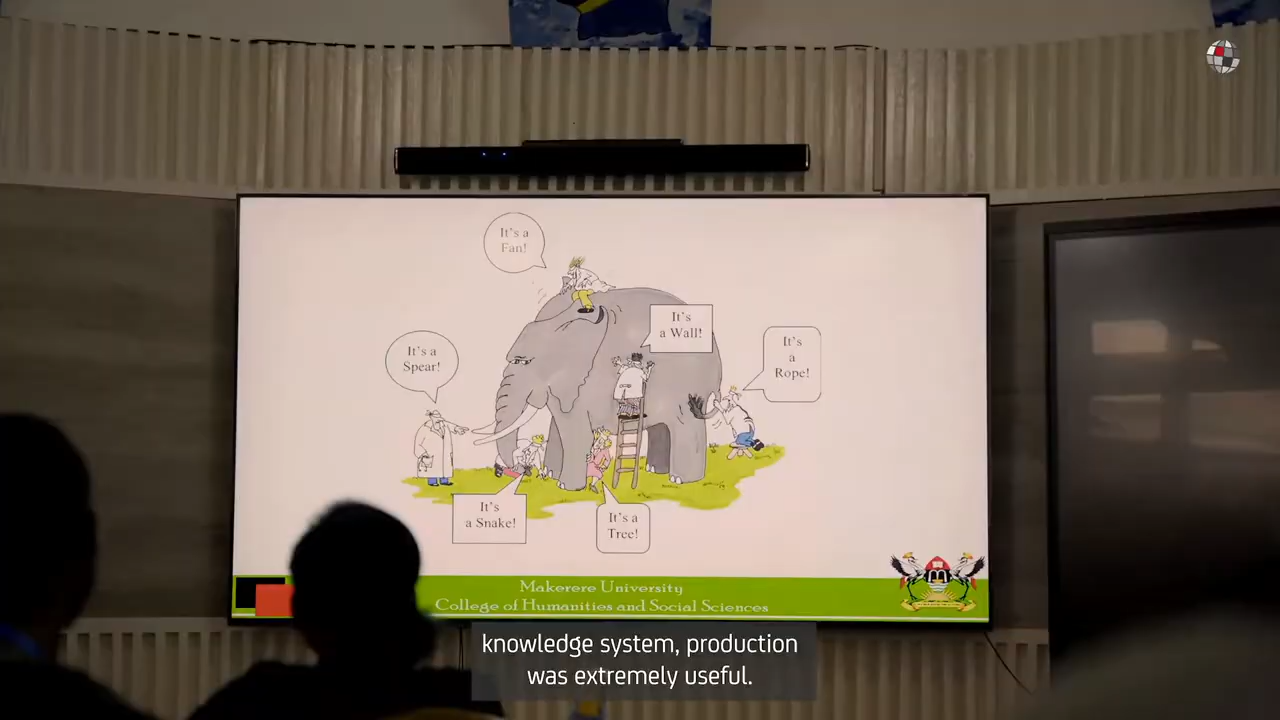 It's a
Fan!
It's
a Wall!
It's a
Spear!
It's
a
Rope!
It's
a Snake!
It's a
Tree!
Makerere University
College of Humanities and Social Sciences
knowledge system, production
was extremely useful.